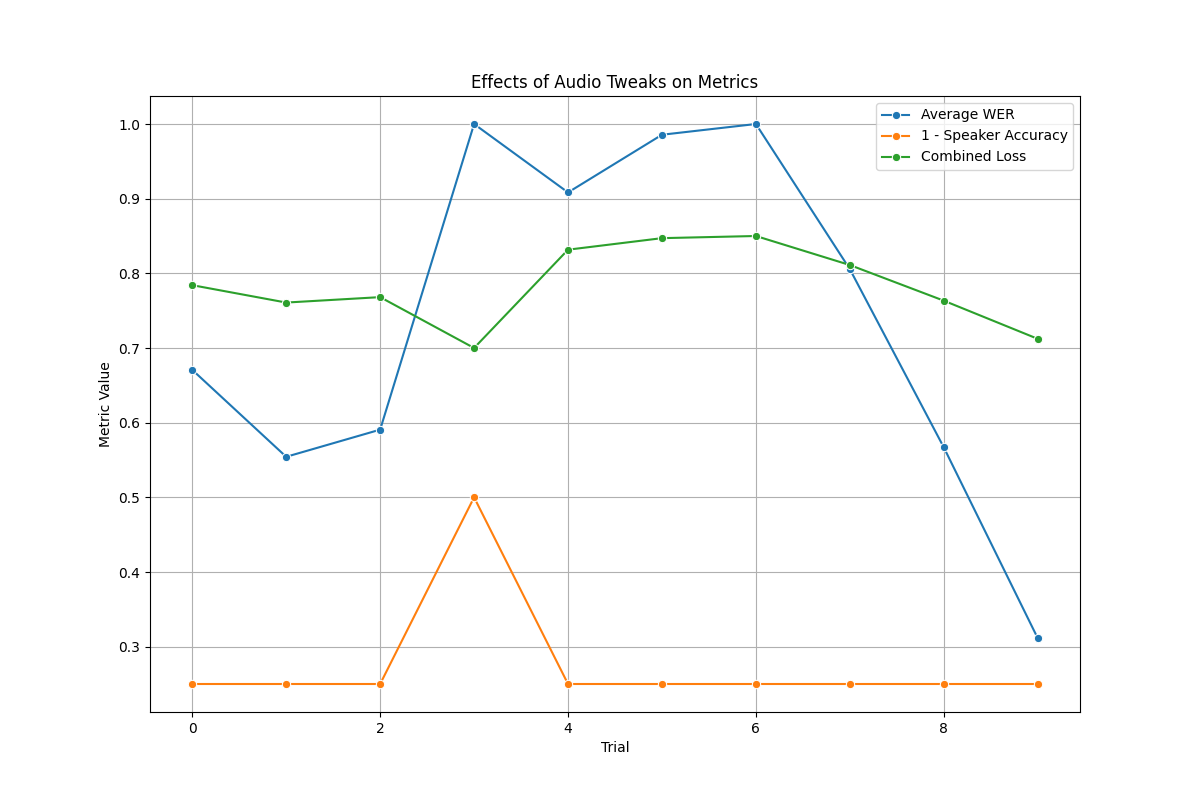 Effects of Audio Tweaks on Metrics
Average WER
1 - Speaker Accuracy
Combined Loss
Metric Value
1.0
0.9
0.8
0.7
0.6
0.5
0.4
0.3
0 2 4 6 8
Trial